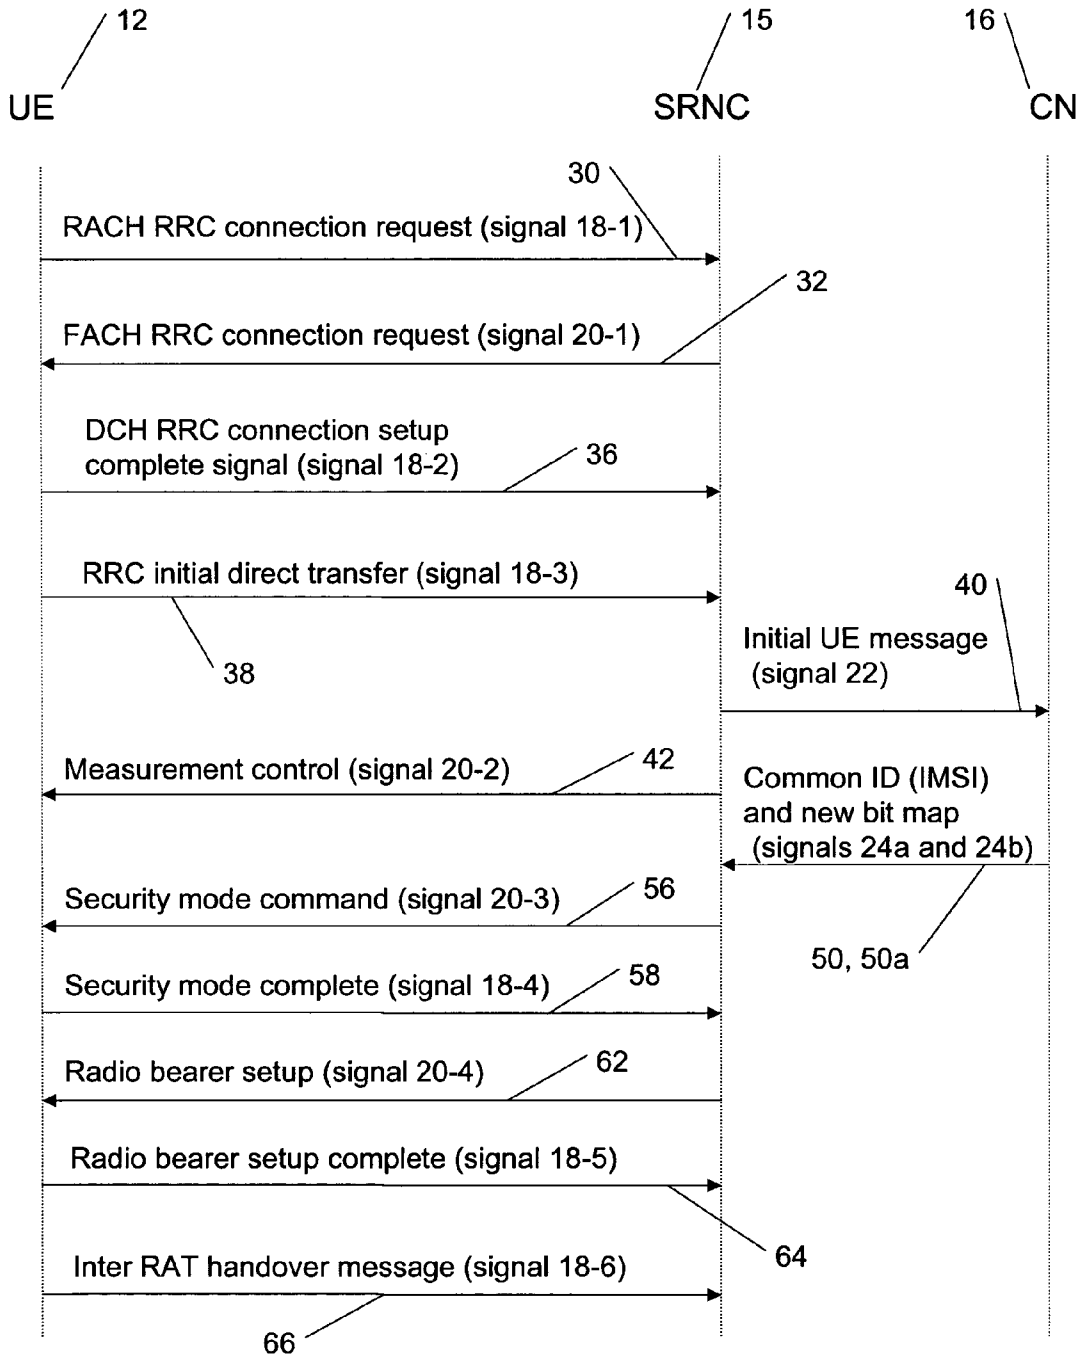 12
15
16
UE
SRNC
CN
30
RACH RRC connection request (signal 18-1)
32
FACH RRC connection request (signal 20-1)
DCH RRC connection setup
complete signal (signal 18-2)
36
RRC initial direct transfer (signal 18-3)
38
40
Initial UE message
(signal 22)
Measurement control (signal 20-2)
42
Common ID (IMSI)
and new bit map
(signals 24a and 24b)
50, 50a
Security mode command (signal 20-3)
56
Security mode complete (signal 18-4)
58
Radio bearer setup (signal 20-4)
62
Radio bearer setup complete (signal 18-5)
64
Inter RAT handover message (signal 18-6)
66